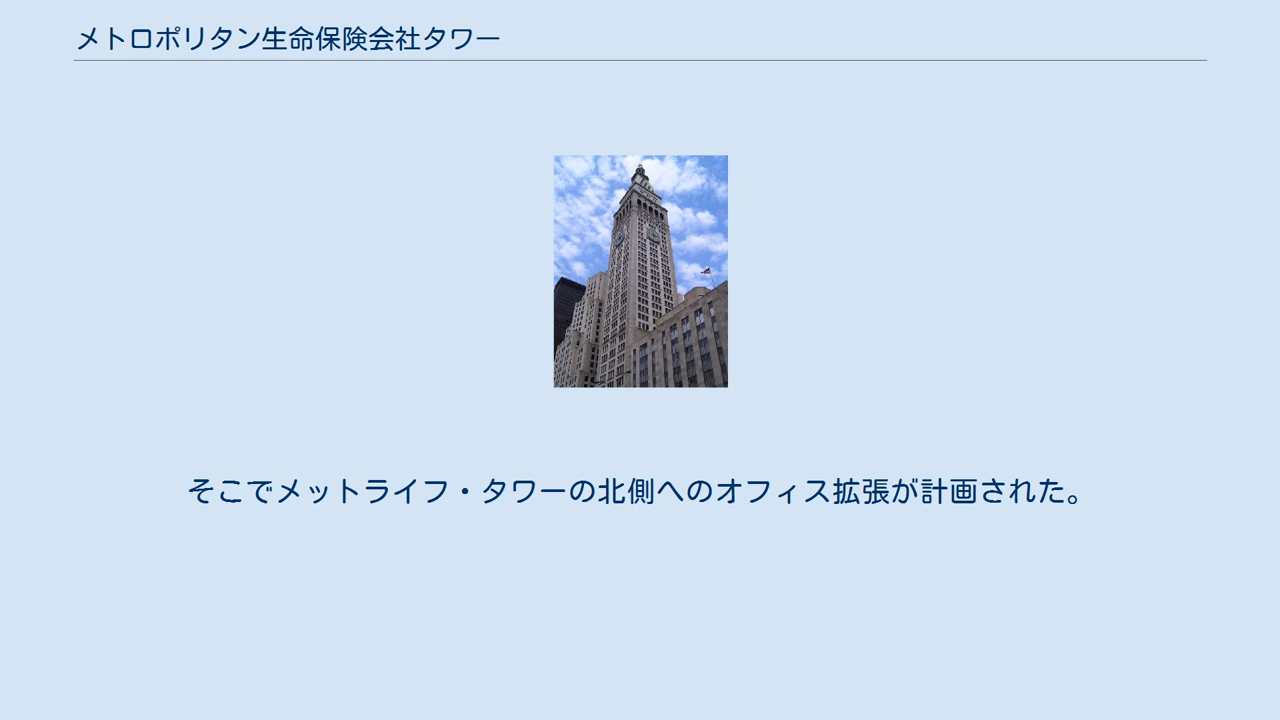 メトロポリタン生命保険会社タワー
そこでメットライフ・タワーの北側へのオフィス拡張が計画された。